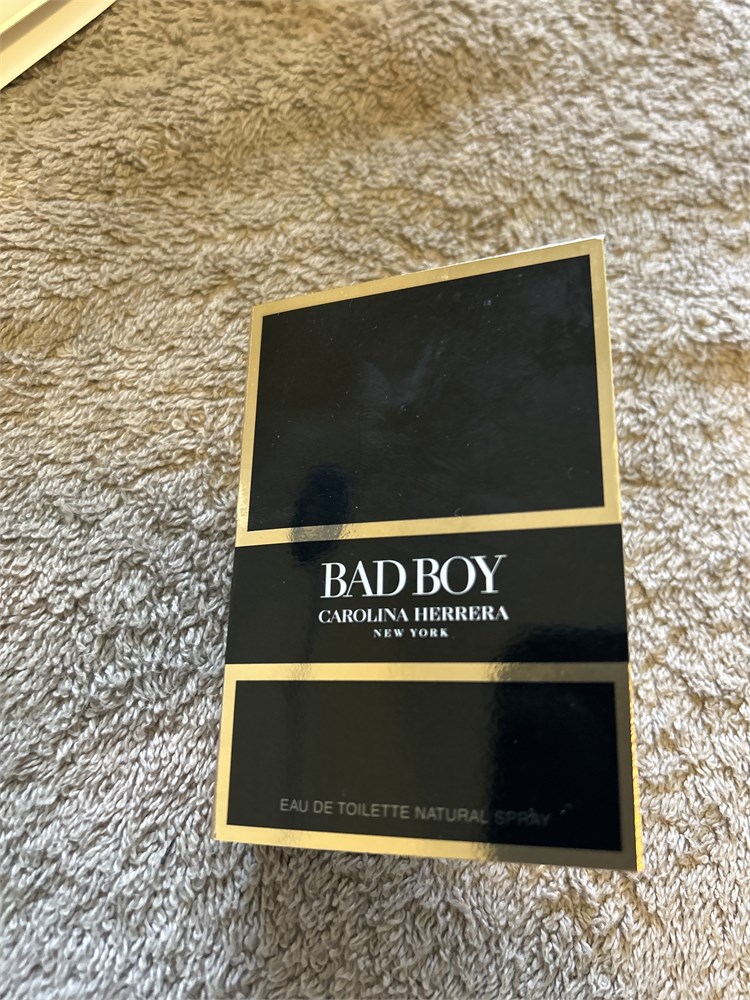 BAD BOY
CAROLINA HERRERA
NEW YORK
EAU DE TOILETTE NATURAL SPRAY